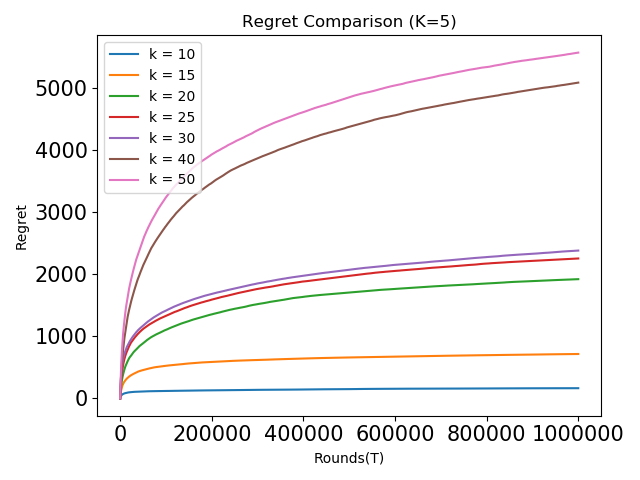 Regret Comparison (K=5)
k = 10
k = 15
k = 20
k = 25
k = 30
k = 40
k = 50
Regret
5000
4000
3000
2000
1000
0
0 200000 400000 600000 800000 1000000
Rounds(T)